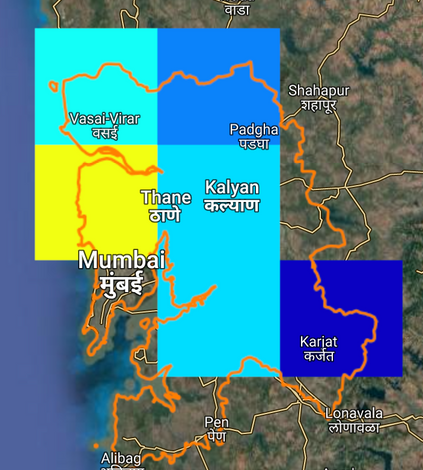 वाडा
Shahapur
शहापूर
Vasai-Virar
वसई
Padgha
पडघा
Thane
ठाणे
Kalyan
कल्याण
Mumbai
मुंबई
Karjat
कर्जत
Lonavala
लोणावळा
Pen
पेण
Alibag